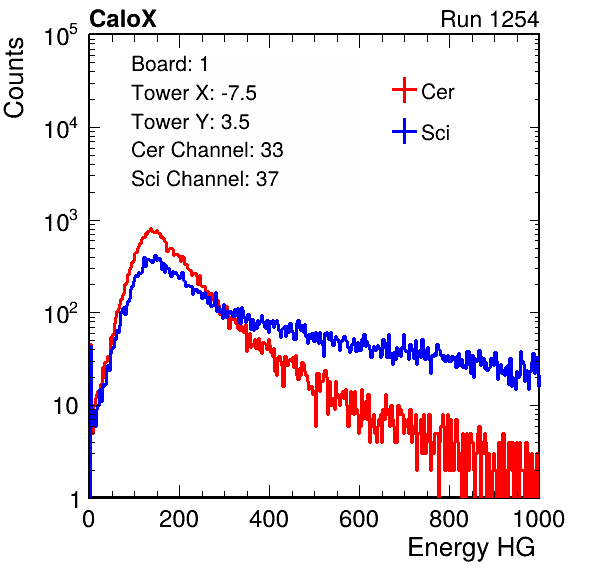 CaloX
Run 1254
Counts
10^5
10^4
10^3
10^2
10
1
Board: 1
Tower X: -7.5
Tower Y: 3.5
Cer Channel: 33
Sci Channel: 37
Cer
Sci
0 200 400 600 800 1000
Energy HG